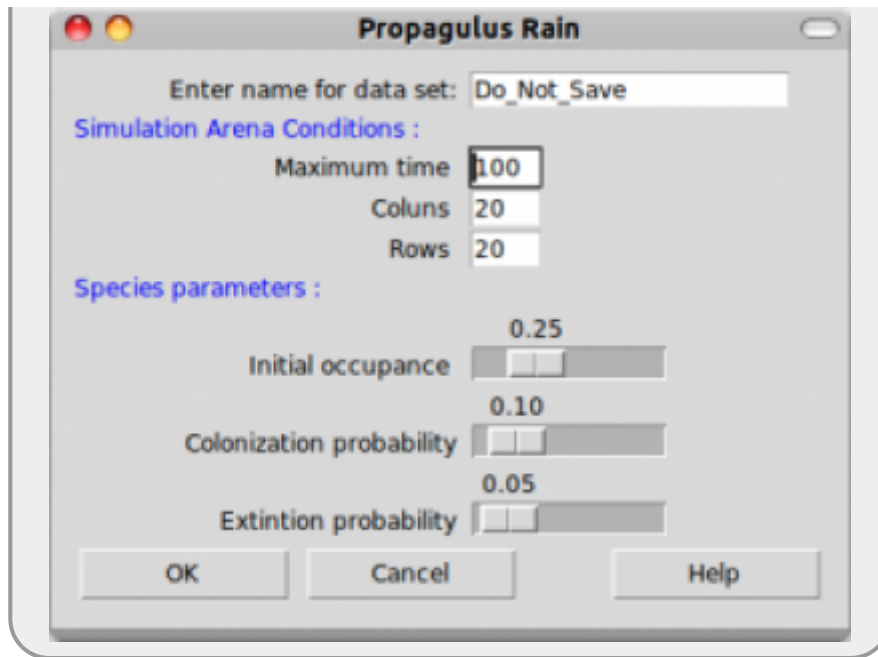 Propagulus Rain
Enter name for data set: Do_Not_Save
Simulation Arena Conditions :
Maximum time 100
Coluns 20
Rows 20
Species parameters :
0.25
Initial occupance
0.10
Colonization probability
0.05
Extintion probability
OK Cancel Help